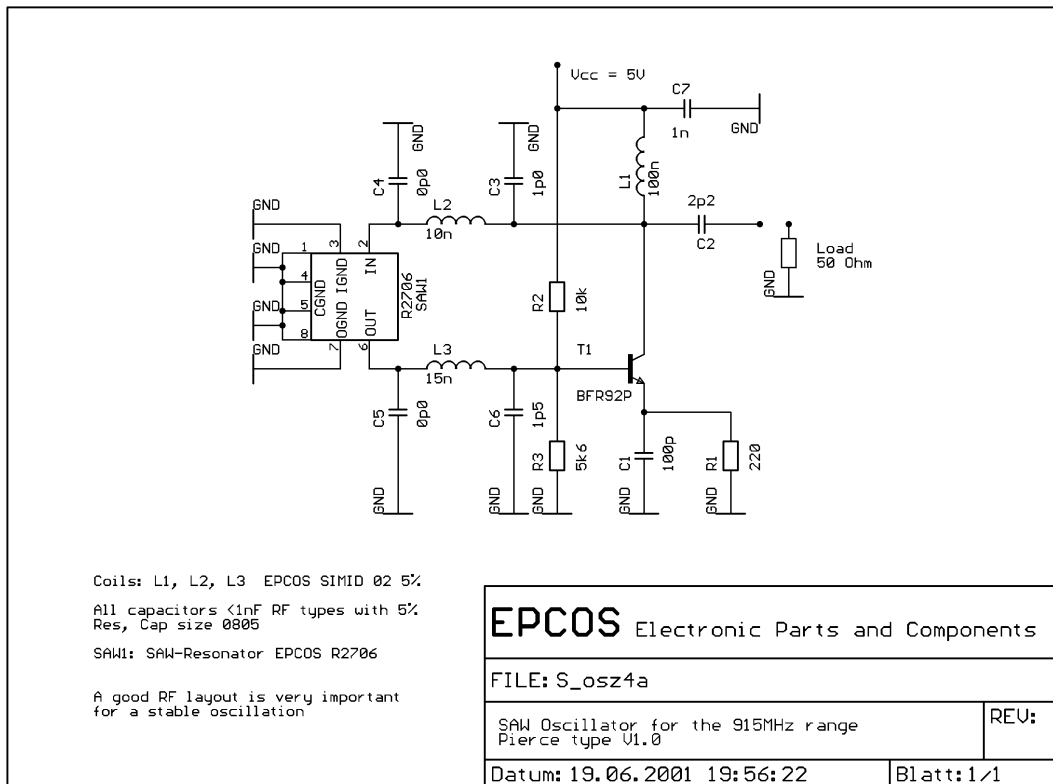 Vcc = 5V
C7
1n
GND
GND
GND
C4
0p0
C3
1p0
L1
100n
2p2
C2
L2
10n
Load
50 Ohm
GND
GND
GND
GND
GND
1
4
5
8
3
2
7
6
CGND
IGND
OGND
IN
OUT
R2706
SAW1
R2
10k
T1
BFR92P
L3
15n
C5
0p0
C6
1p5
R3
5k6
C1
100p
R1
220
GND
GND
GND
GND
GND
Coils: L1, L2, L3 EPCOS SIMID 02 5%
All capacitors <1nF RF types with 5%
Res, Cap size 0805
SAW1: SAW-Resonator EPCOS R2706
A good RF layout is very important
for a stable oscillation
EPCOS Electronic Parts and Components
FILE: S_osz4a
SAW Oscillator for the 915MHz range
Pierce type V1.0
REV:
Datum: 19.06.2001 19:56:22
Blatt: 1/1